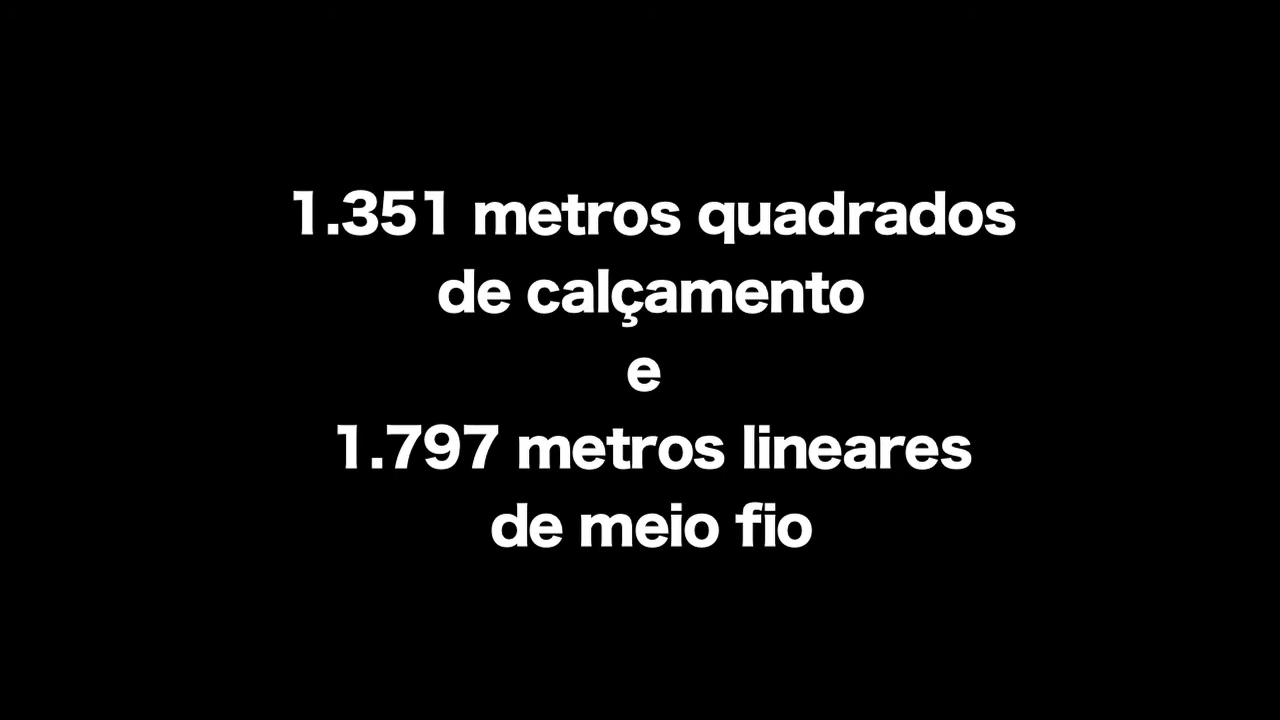 1.351 metros quadrados
de calçamento
e
1.797 metros lineares
de meio fio